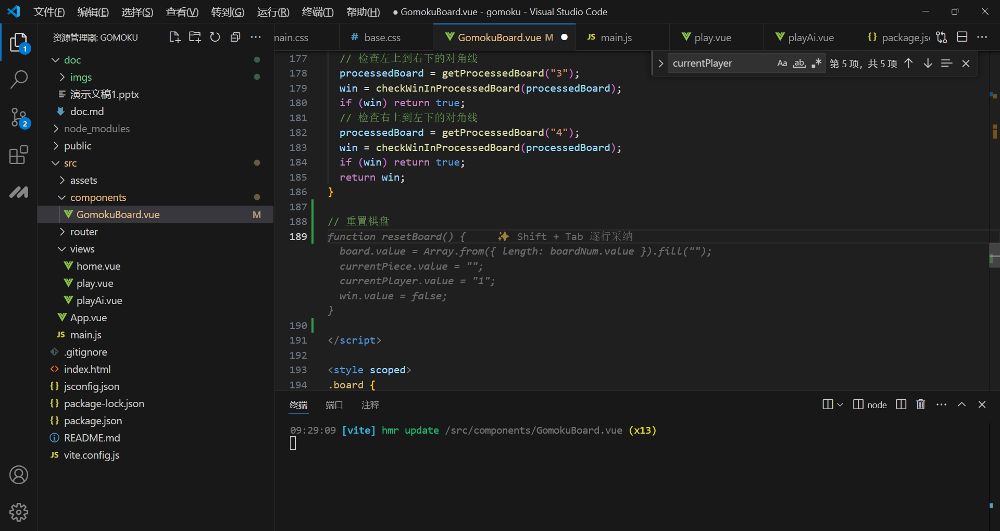 文件(F) 编辑(E) 选择(S) 查看(V) 转到(G) 运行(R) 终端(T) 帮助(H) ● GomokuBoard.vue - gomoku - Visual Studio Code
资源管理器: GOMOKU
nain.css # base.css GomokuBoard.vue M ● JS main.js play.vue playAi.vue {} package.js
currentPlayer Aa ab .* 第 5 项, 共 5 项
1
2
doc
imgs
演示文稿1.pptx
doc.md
node_modules
public
src
assets
components
GomokuBoard.vue M
router
views
home.vue
play.vue
playAi.vue
App.vue
JS main.js
.gitignore
<> index.html
{} jsconfig.json
{} package-lock.json
{} package.json
README.md
JS vite.config.js
177 // 检查左上到右下的对角线
178 processedBoard = getProcessedBoard("3");
179 win = checkWinInProcessedBoard(processedBoard);
180 if (win) return true;
181 // 检查右上到左下的对角线
182 processedBoard = getProcessedBoard("4");
183 win = checkWinInProcessedBoard(processedBoard);
184 if (win) return true;
185 return win;
186 }
187
188 // 重置棋盘
189 function resetBoard() { Shift + Tab 逐行采纳
board.value = Array.from({ length: boardNum.value }).fill("");
currentPiece.value = "";
currentPlayer.value = "1";
win.value = false;
}
190
191 </script>
192
193 <style scoped>
194 .board {
终端 端口 注释
node
09:29:09 [vite] hmr update /src/components/GomokuBoard.vue (x13)